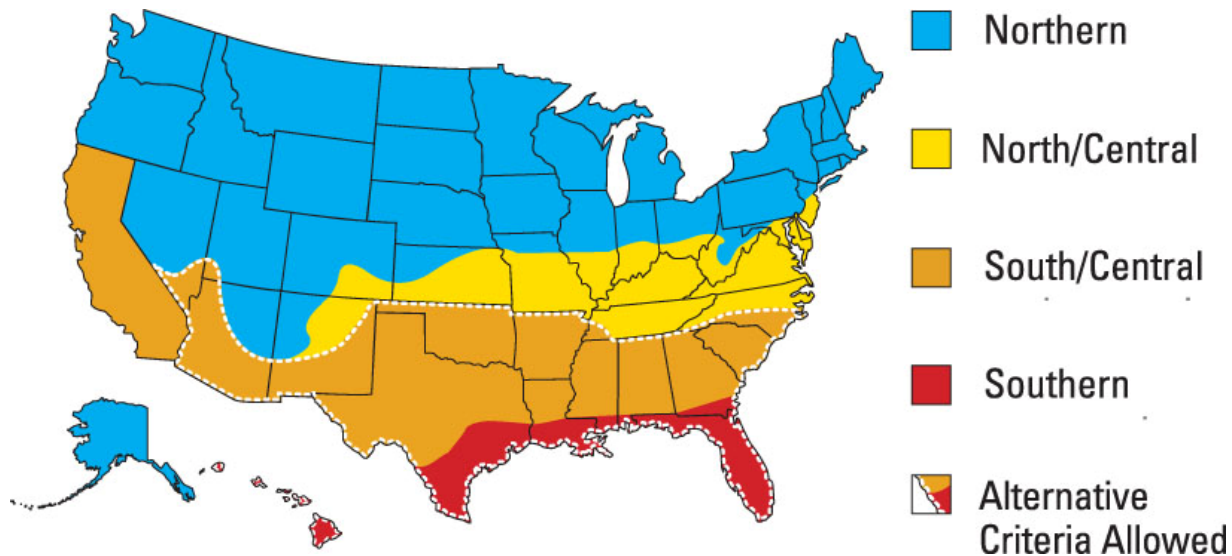 Northern
North/Central
South/Central
Southern
Alternative
Criteria Allowed